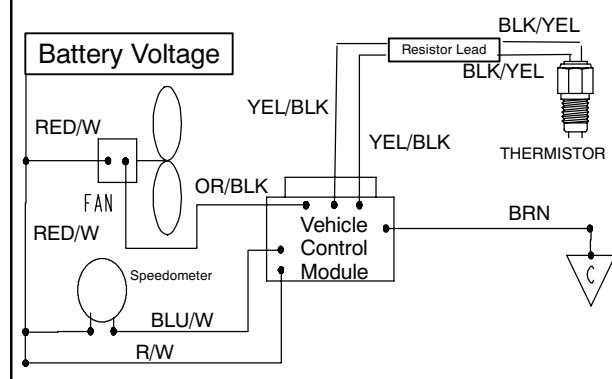 BLK/YEL
Battery Voltage
Resistor Lead
BLK/YEL
YEL/BLK
RED/W
YEL/BLK
THERMISTOR
OR/BLK
FAN
BRN
Vehicle
Control
Module
RED/W
Speedometer
C
BLU/W
R/W